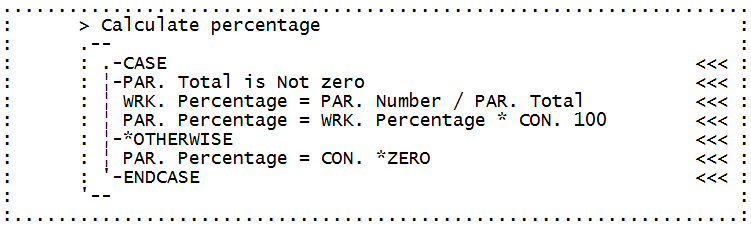 > Calculate percentage
.--
: .-CASE <<<
: ¦-PAR. Total is Not zero <<<
: ¦ WRK. Percentage = PAR. Number / PAR. Total <<<
: ¦ PAR. Percentage = WRK. Percentage * CON. 100 <<<
: ¦-*OTHERWISE <<<
: ¦ PAR. Percentage = CON. *ZERO <<<
: '-ENDCASE <<<
'--